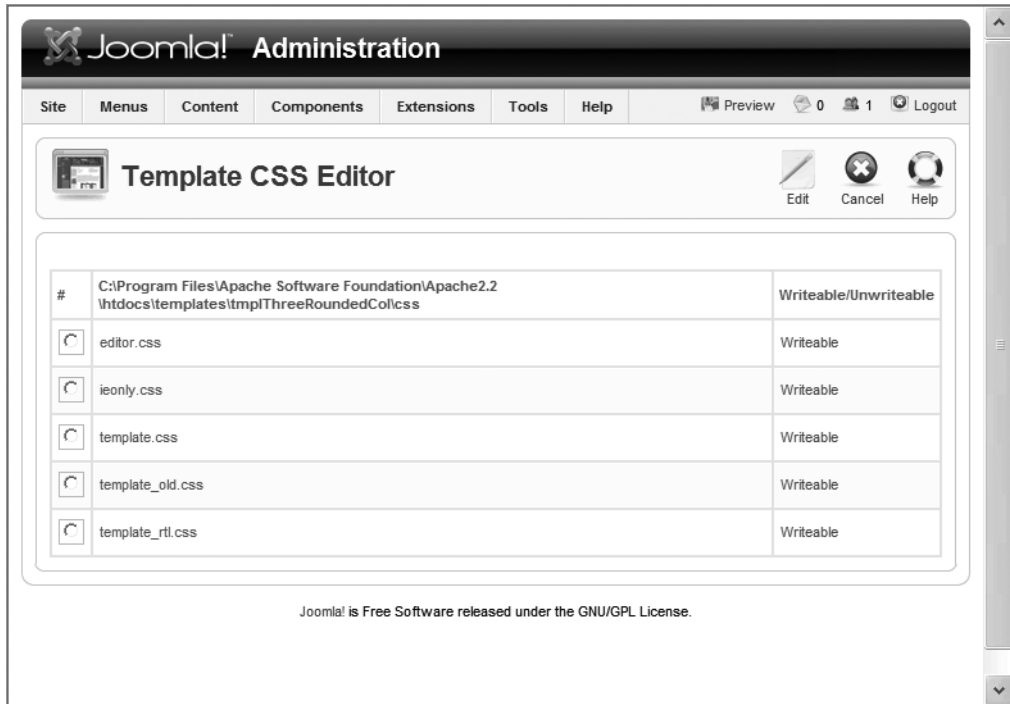 Joomla!™ Administration
Site Menus Content Components Extensions Tools Help Preview 0 1 Logout
Template CSS Editor
Edit Cancel Help
# C:\Program Files\Apache Software Foundation\Apache2.2
\htdocs\templates\tmplThreeRoundedCol\css Writeable/Unwriteable
editor.css Writeable
ieonly.css Writeable
template.css Writeable
template_old.css Writeable
template_rtl.css Writeable
Joomla! is Free Software released under the GNU/GPL License.